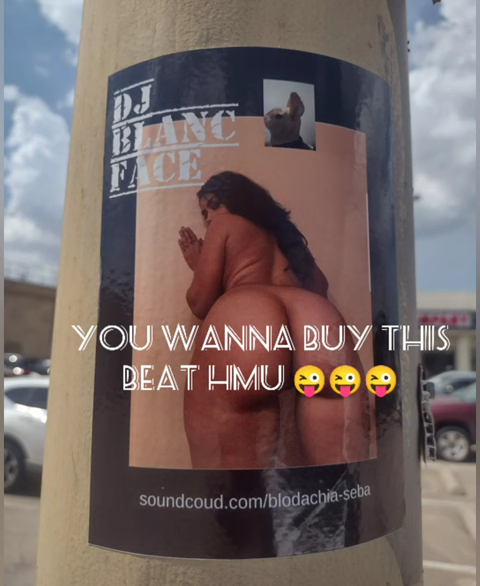 DJ
BLANC
FACE
YOU WANNA BUY THIS
BEAT HMU 😜😜😜
soundcoud.com/blodachia-seba